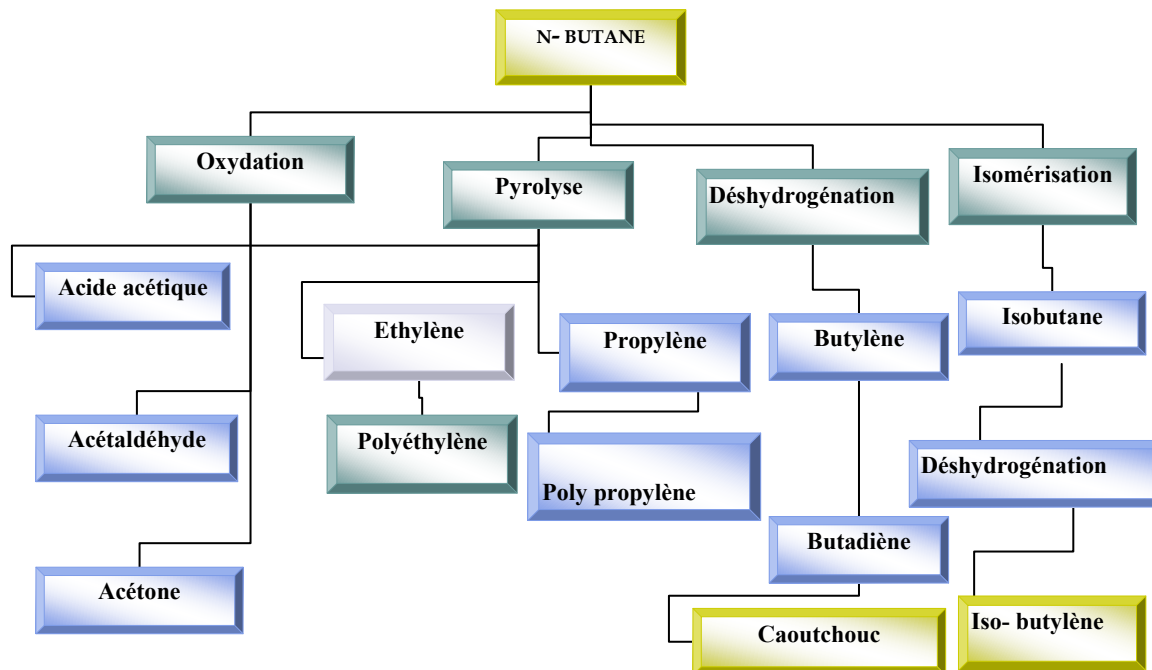 N- BUTANE
Oxydation
Pyrolyse
Déshydrogénation
Isomérisation
Acide acétique
Ethylène
Propylène
Butylène
Isobutane
Acétaldéhyde
Polyéthylène
Poly propylène
Déshydrogénation
Butadiène
Acétone
Caoutchouc
Iso- butylène